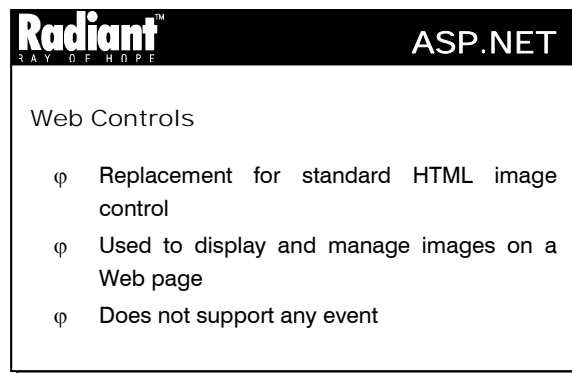 Radiant™
RAY OF HOPE
ASP.NET
Web Controls
φ Replacement for standard HTML image
control
φ Used to display and manage images on a
Web page
φ Does not support any event